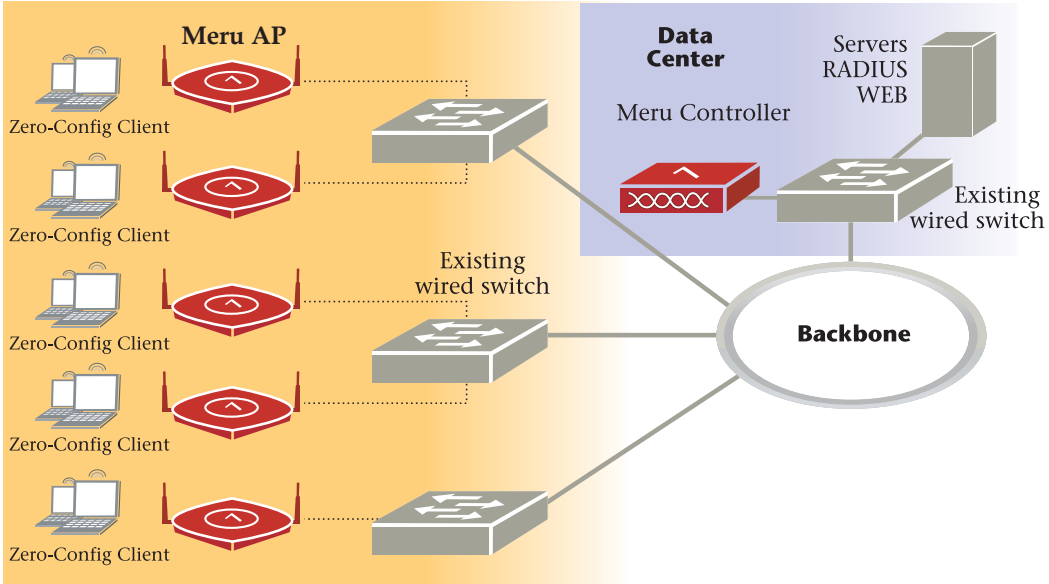 Meru AP
Zero-Config Client
Zero-Config Client
Existing
wired switch
Zero-Config Client
Zero-Config Client
Zero-Config Client
Data
Center
Servers
RADIUS
WEB
Meru Controller
Existing
wired switch
Backbone